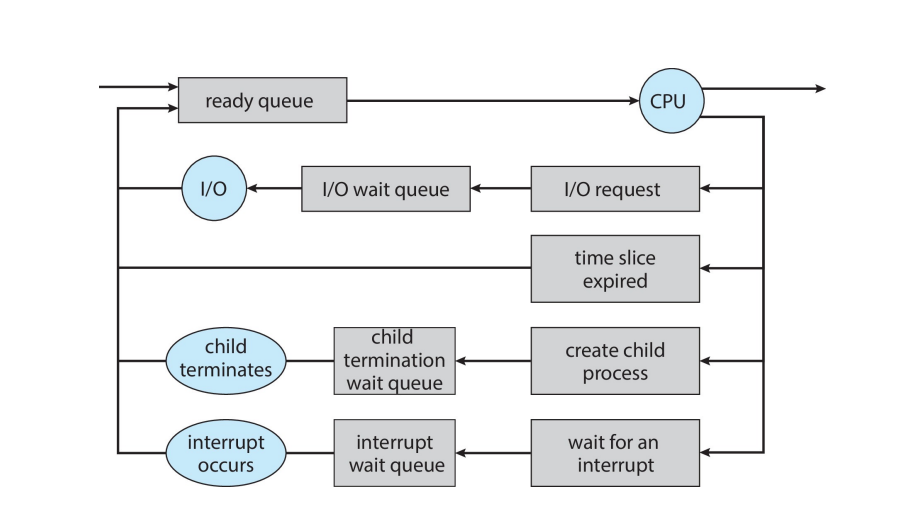 ready queue
CPU
I/O
I/O wait queue
I/O request
time slice
expired
child
terminates
child
termination
wait queue
create child
process
interrupt
occurs
interrupt
wait queue
wait for an
interrupt